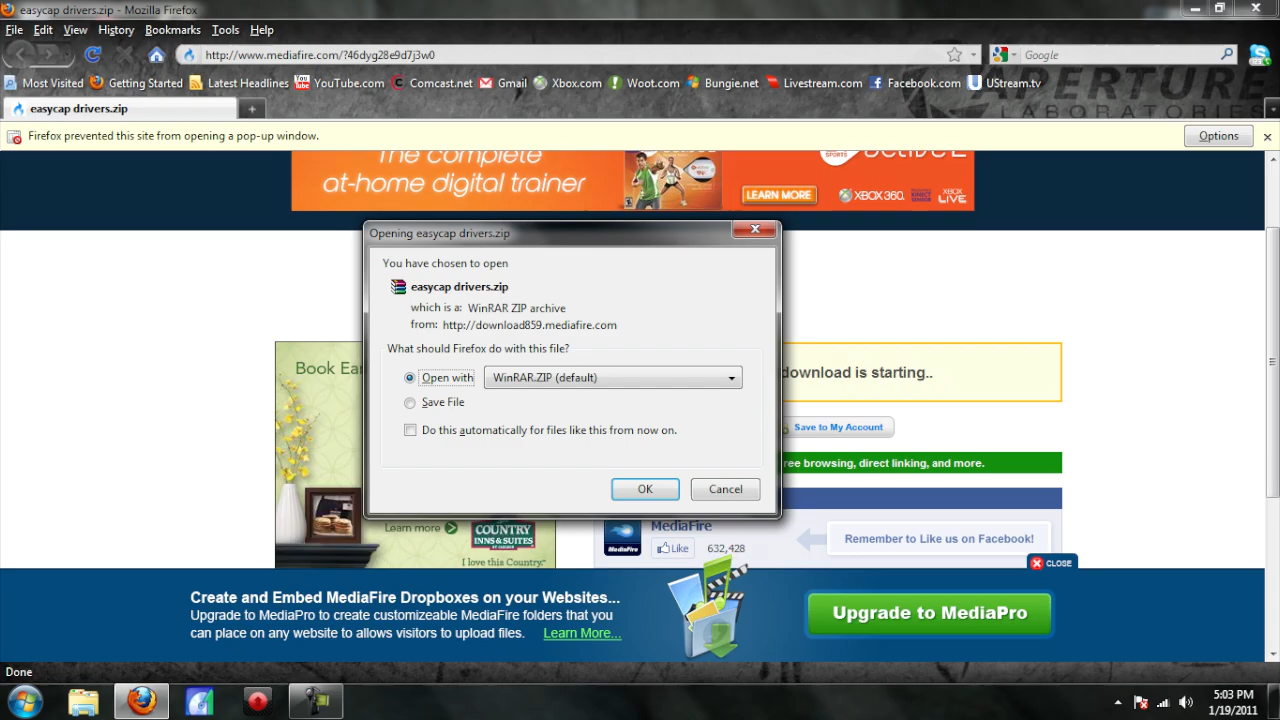 easycap drivers.zip - Mozilla Firefox
File Edit View History Bookmarks Tools Help
http://www.mediafire.com/?46dyg28e9d7j3w0
Google
Most Visited Getting Started Latest Headlines YouTube.com Comcast.net Gmail Xbox.com Woot.com Bungie.net Livestream.com Facebook.com UStream.tv
APERTURE
LABORATORIES
easycap drivers.zip
Firefox prevented this site from opening a pop-up window.
Options
The complete
at-home digital trainer
SPORTS
active 2
LEARN MORE
XBOX 360.
XBOX
LIVE
Opening easycap drivers.zip
You have chosen to open
easycap drivers.zip
which is a: WinRAR ZIP archive
from: http://download859.mediafire.com
What should Firefox do with this file?
Open with WinRAR.ZIP (default)
Save File
Do this automatically for files like this from now on.
OK Cancel
Book Ear
download is starting..
Save to My Account
ree browsing, direct linking, and more.
Learn more
COUNTRY
INNS & SUITES
I love this Country.
MediaFire
MediaFire
Like 632,428
Remember to Like us on Facebook!
CLOSE
Create and Embed MediaFire Dropboxes on your Websites...
Upgrade to MediaPro to create customizeable MediaFire folders that you
can place on any website to allows visitors to upload files. Learn More...
Upgrade to MediaPro
Done
5:03 PM
1/19/2011